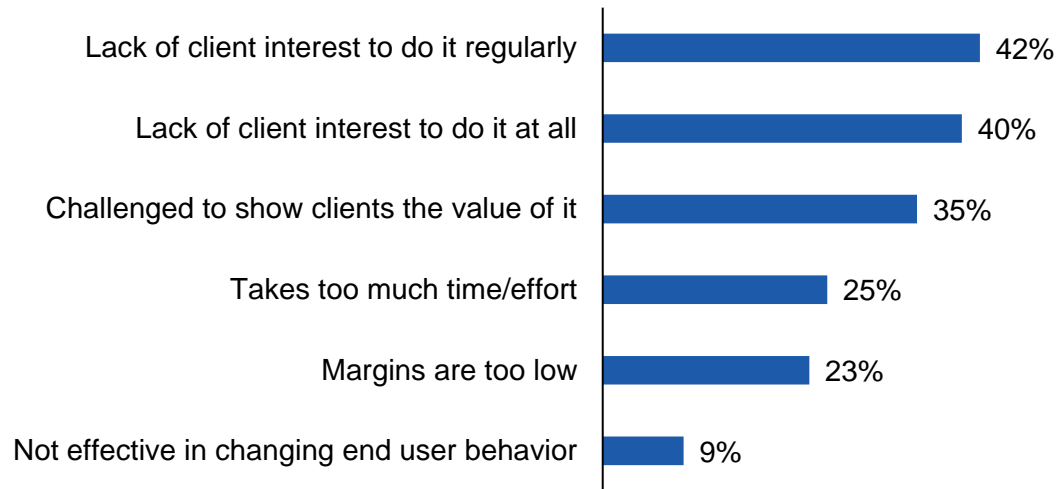 Lack of client interest to do it regularly 42%
Lack of client interest to do it at all 40%
Challenged to show clients the value of it 35%
Takes too much time/effort 25%
Margins are too low 23%
Not effective in changing end user behavior 9%